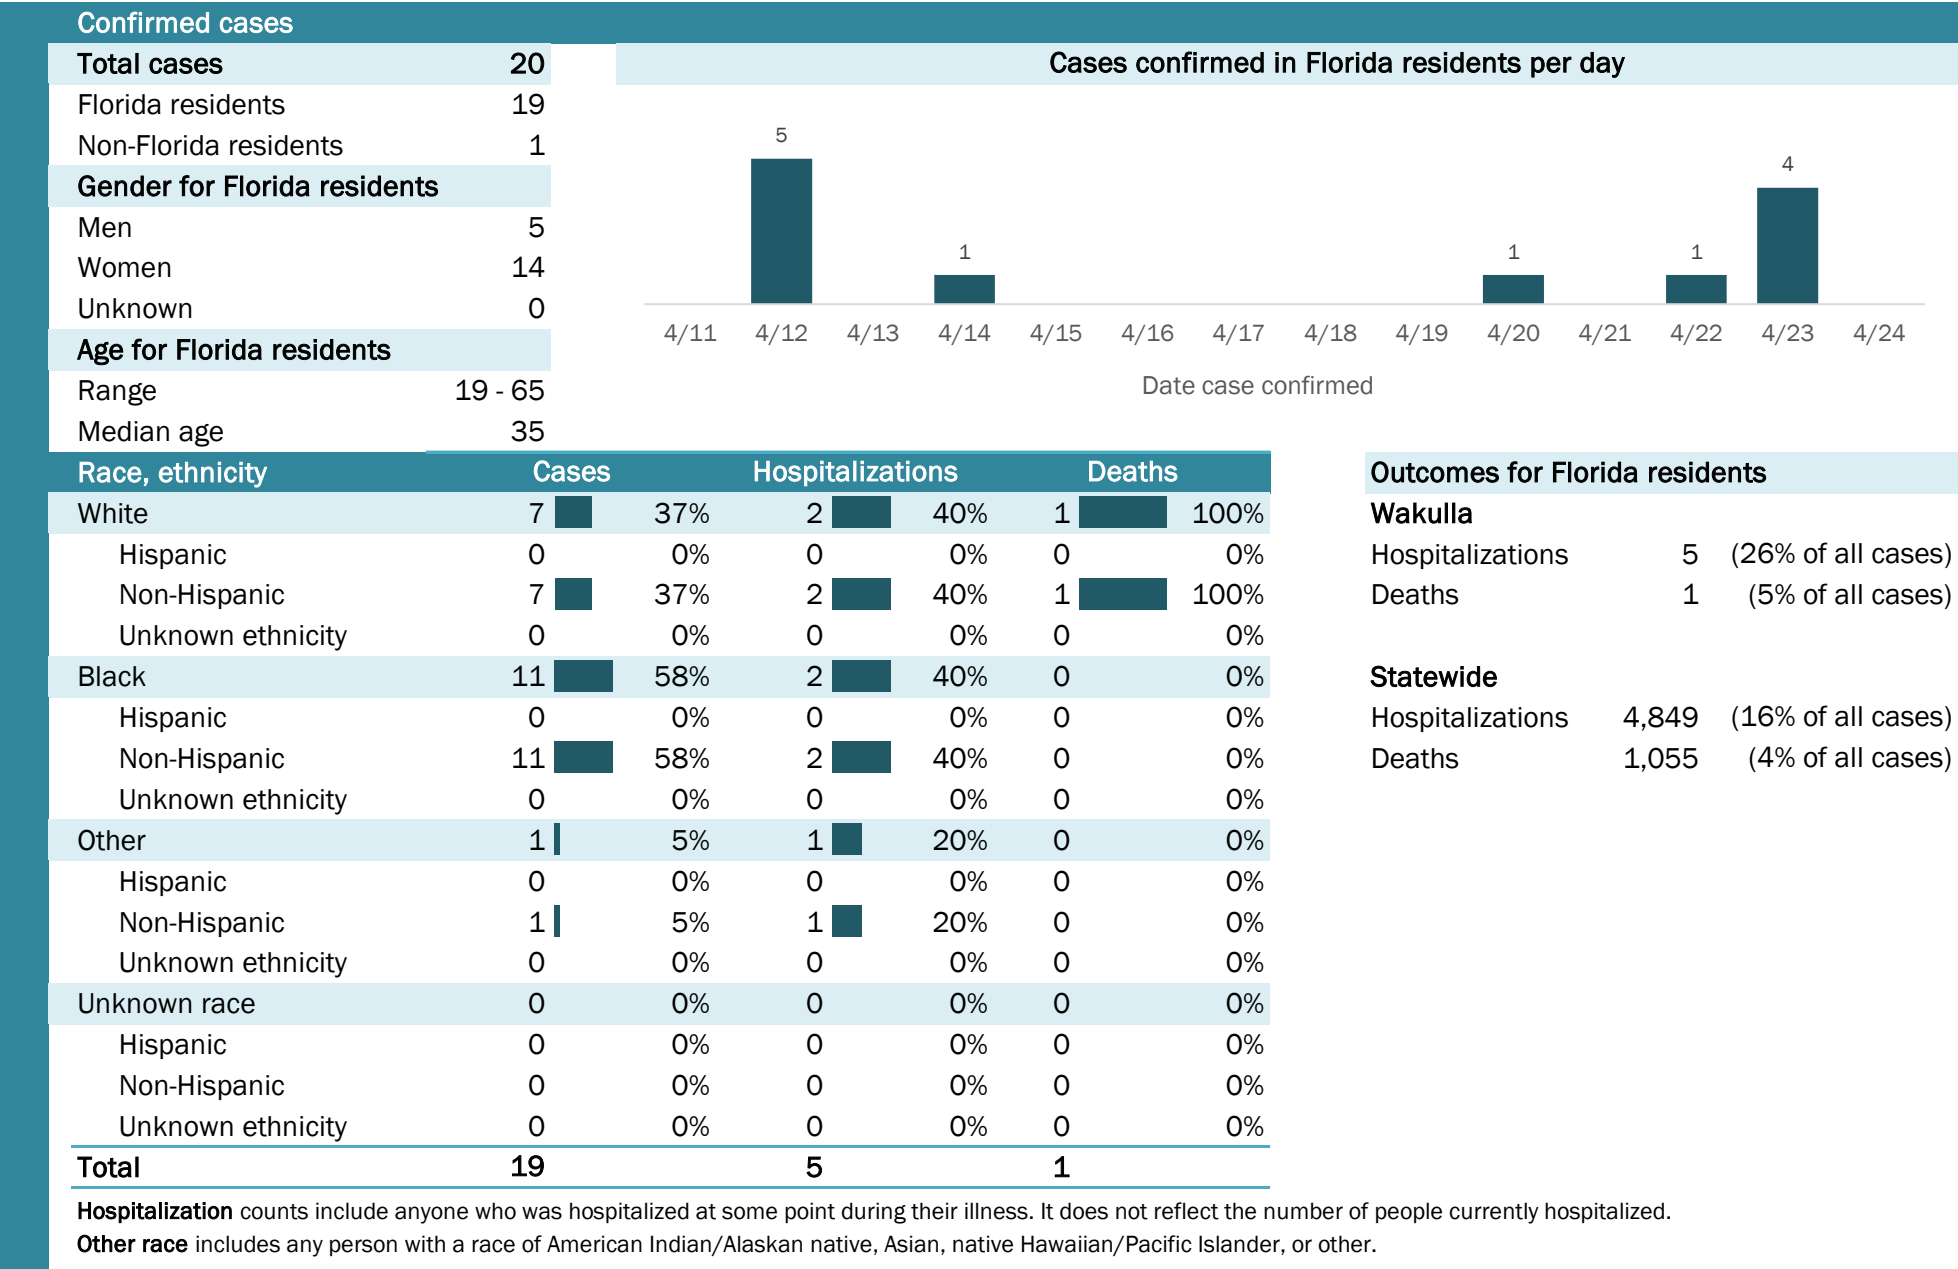 Confirmed cases
Total cases 20
Florida residents 19
Non-Florida residents 1
Gender for Florida residents
Men 5
Women 14
Unknown 0
Age for Florida residents
Range 19 - 65
Median age 35
Cases confirmed in Florida residents per day
5
4
1
1
1
4/11 4/12 4/13 4/14 4/15 4/16 4/17 4/18 4/19 4/20 4/21 4/22 4/23 4/24
Date case confirmed
Race, ethnicity Cases Hospitalizations Deaths
White 7 37% 2 40% 1 100%
Hispanic 0 0% 0 0% 0 0%
Non-Hispanic 7 37% 2 40% 1 100%
Unknown ethnicity 0 0% 0 0% 0 0%
Black 11 58% 2 40% 0 0%
Hispanic 0 0% 0 0% 0 0%
Non-Hispanic 11 58% 2 40% 0 0%
Unknown ethnicity 0 0% 0 0% 0 0%
Other 1 5% 1 20% 0 0%
Hispanic 0 0% 0 0% 0 0%
Non-Hispanic 1 5% 1 20% 0 0%
Unknown ethnicity 0 0% 0 0% 0 0%
Unknown race 0 0% 0 0% 0 0%
Hispanic 0 0% 0 0% 0 0%
Non-Hispanic 0 0% 0 0% 0 0%
Unknown ethnicity 0 0% 0 0% 0 0%
Total 19 5 1
Outcomes for Florida residents
Wakulla
Hospitalizations 5 (26% of all cases)
Deaths 1 (5% of all cases)
Statewide
Hospitalizations 4,849 (16% of all cases)
Deaths 1,055 (4% of all cases)
Hospitalization counts include anyone who was hospitalized at some point during their illness. It does not reflect the number of people currently hospitalized.
Other race includes any person with a race of American Indian/Alaskan native, Asian, native Hawaiian/Pacific Islander, or other.